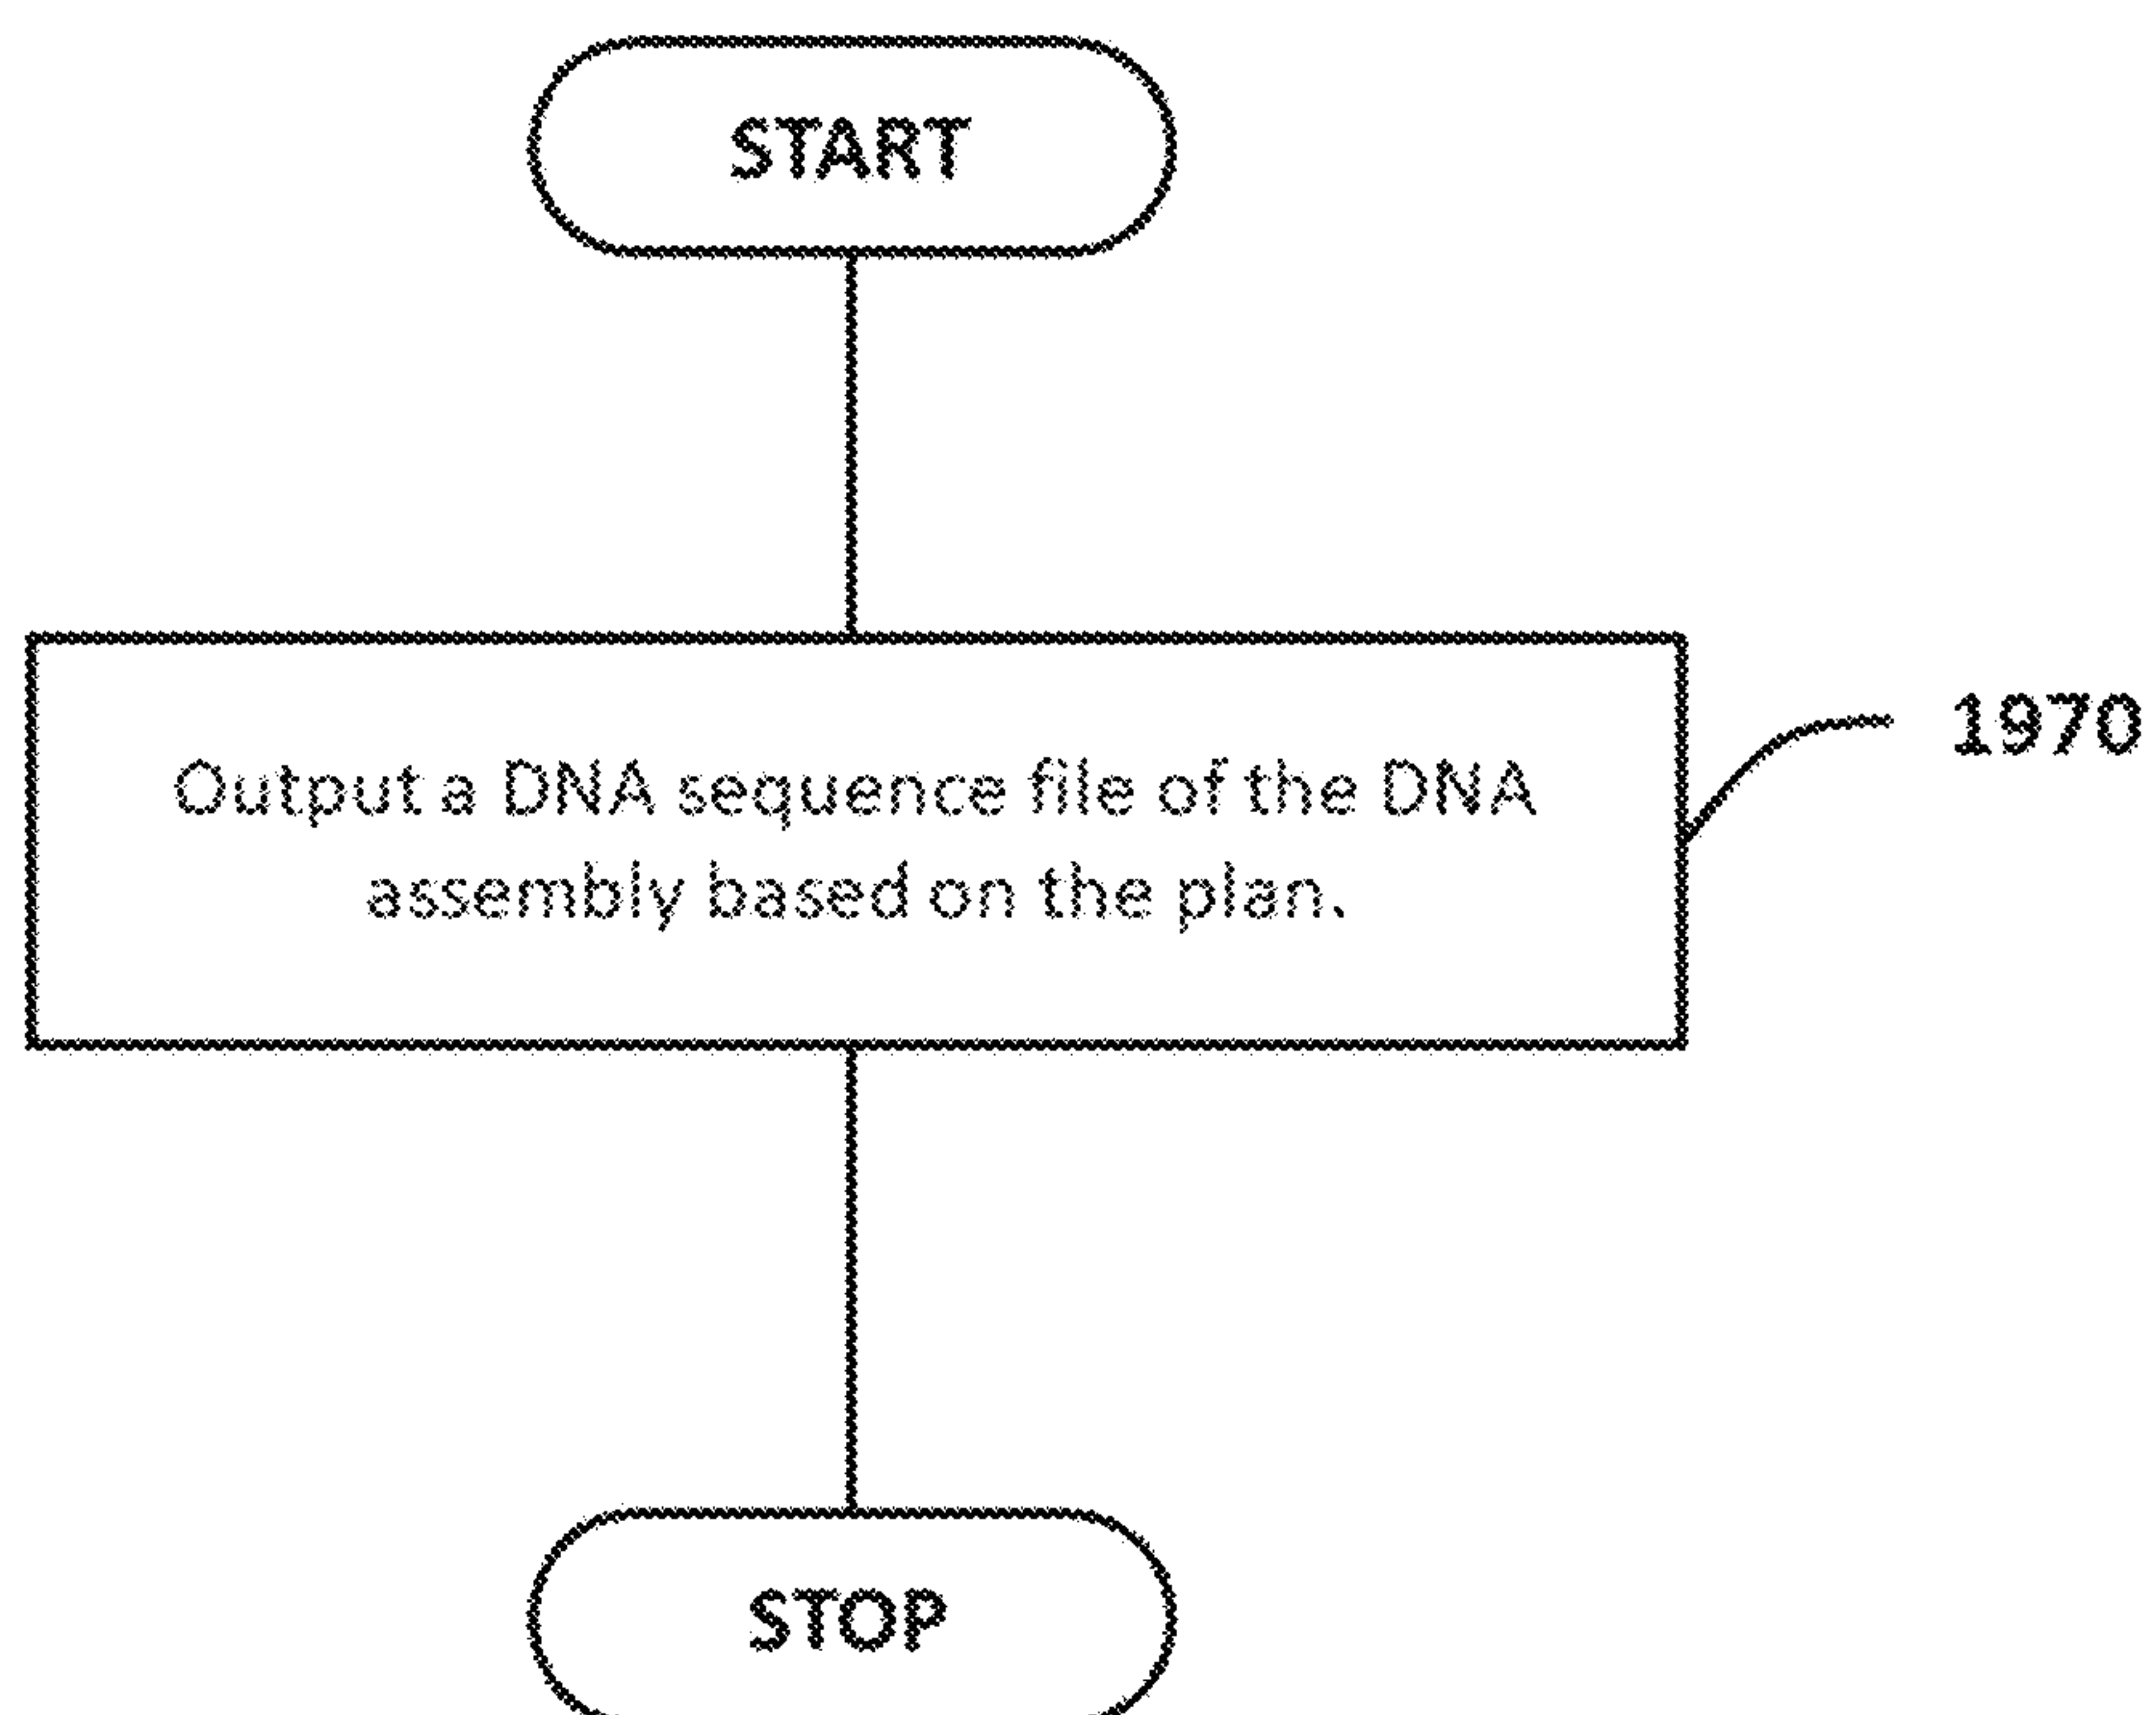 START
1970
Output a DNA sequence file of the DNA
assembly based on the plan.
STOP